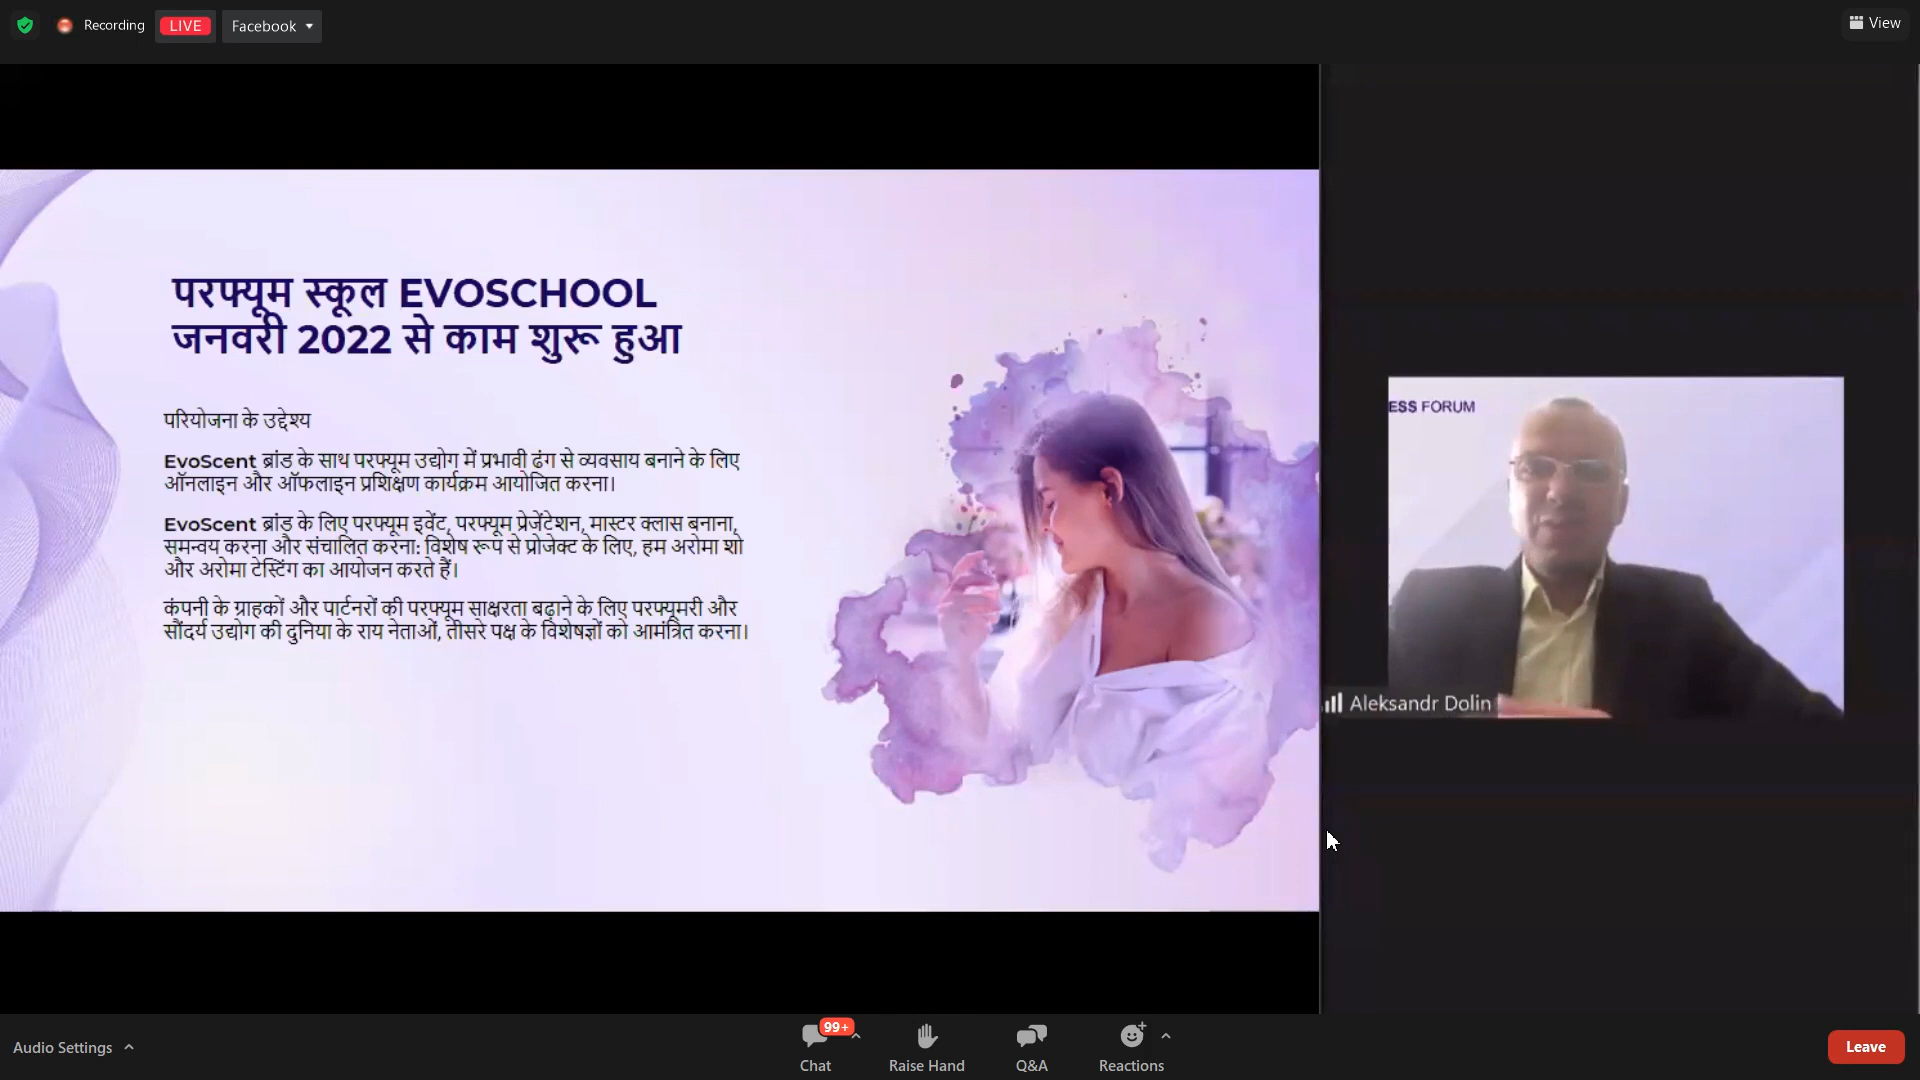 Recording LIVE Facebook
View
परफ्यूम स्कूल EVOSCHOOL
जनवरी 2022 से काम शुरू हुआ
परियोजना के उद्देश्य
EvoScent ब्रांड के साथ परफ्यूम उद्योग में प्रभावी ढंग से व्यवसाय बनाने के लिए
ऑनलाइन और ऑफलाइन प्रशिक्षण कार्यक्रम आयोजित करना।
EvoScent ब्रांड के लिए परफ्यूम इवेंट, परफ्यूम प्रेजेंटेशन, मास्टर क्लास बनाना,
समन्वय करना और संचालित करना: विशेष रूप से प्रोजेक्ट के लिए, हम अरोमा शो
और अरोमा टेस्टिंग का आयोजन करते हैं।
कंपनी के ग्राहकों और पार्टनरों की परफ्यूम साक्षरता बढ़ाने के लिए परफ्यूमरी और
सौंदर्य उद्योग की दुनिया के राय नेताओं, तीसरे पक्ष के विशेषज्ञों को आमंत्रित करना।
ESS FORUM
Aleksandr Dolin
Audio Settings
99+
Chat
Raise Hand
Q&A
Reactions
Leave